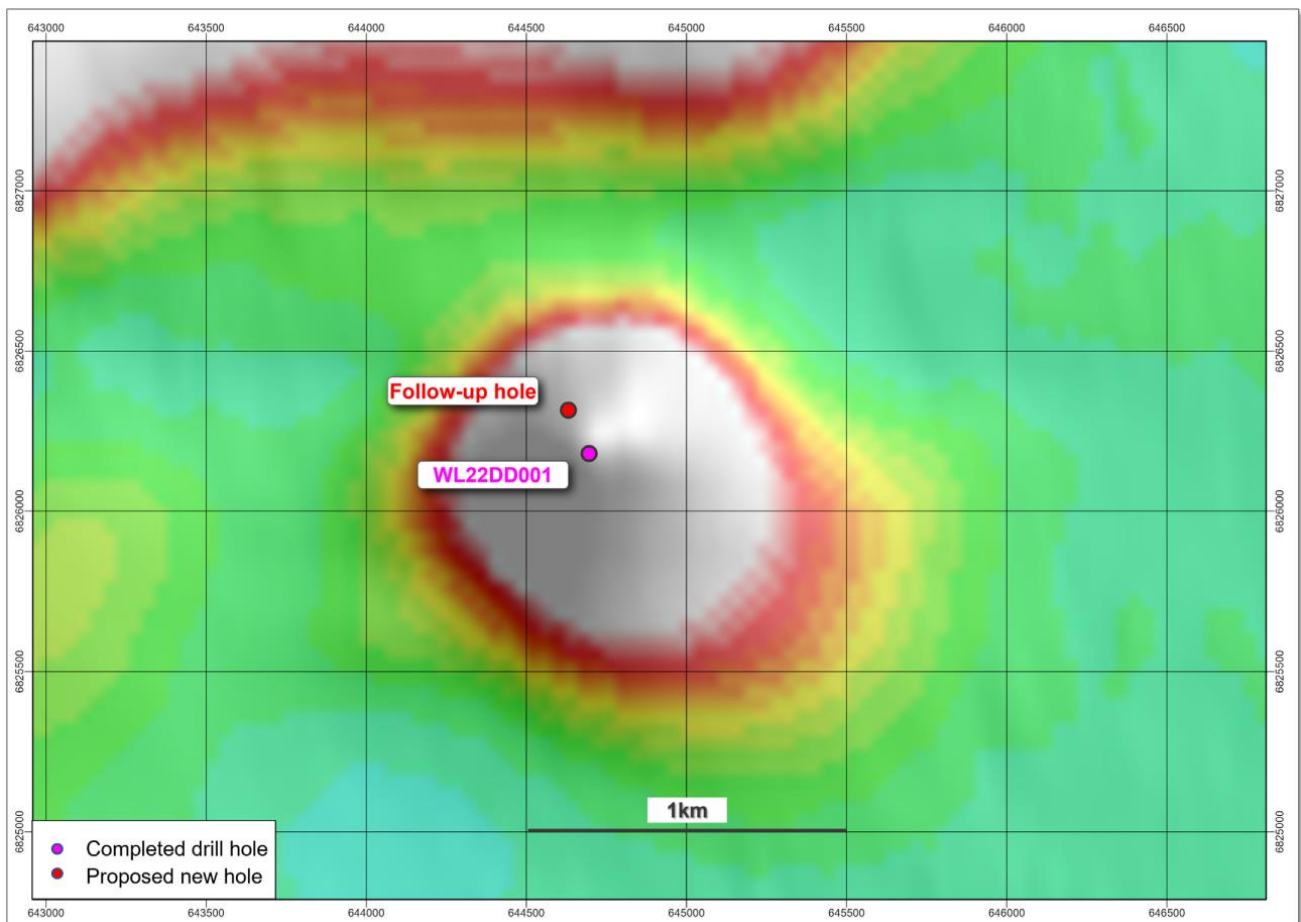 643000 643500 644000 644500 645000 645500 646000 646500
6827000 6827000
6826500 6826500
Follow-up hole
WL22DD001
6826000 6826000
6825500 6825500
1km
6825000 6825000
Completed drill hole
Proposed new hole
643000 643500 644000 644500 645000 645500 646000 646500